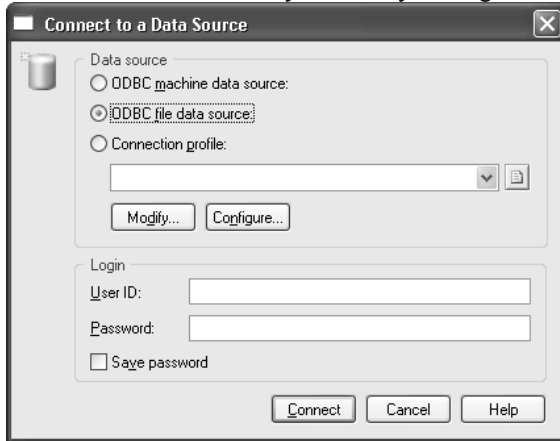 Connect to a Data Source
Data source
ODBC machine data source:
ODBC file data source:
Connection profile:
Modify... Configure...
Login
User ID:
Password:
Save password
Connect Cancel Help